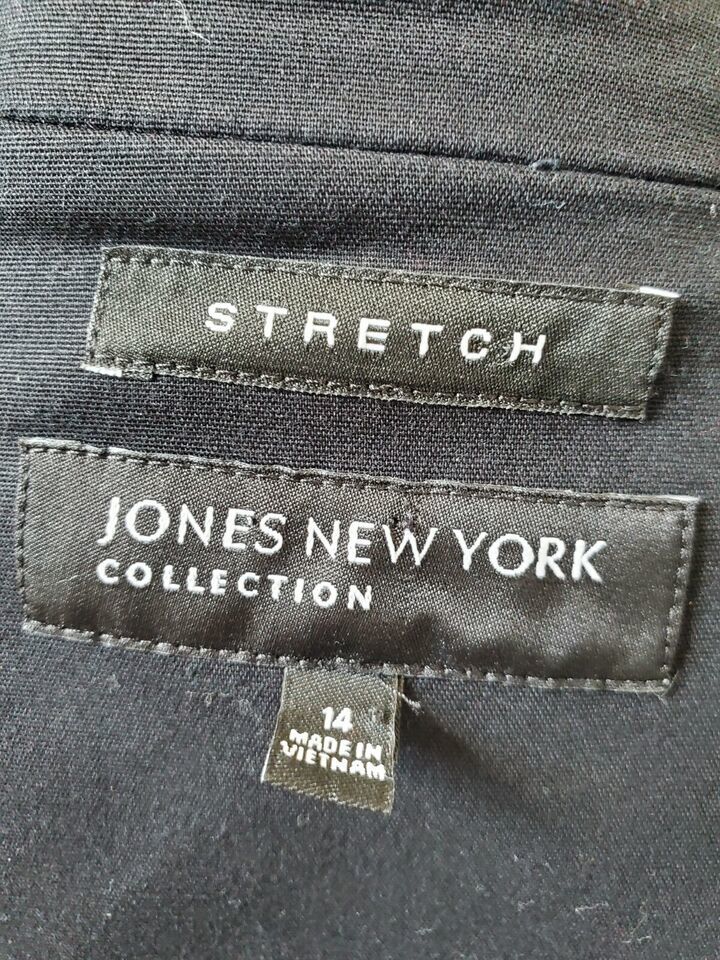 STRETCH
JONES NEW YORK
COLLECTION
14
MADE IN
VIETNAM